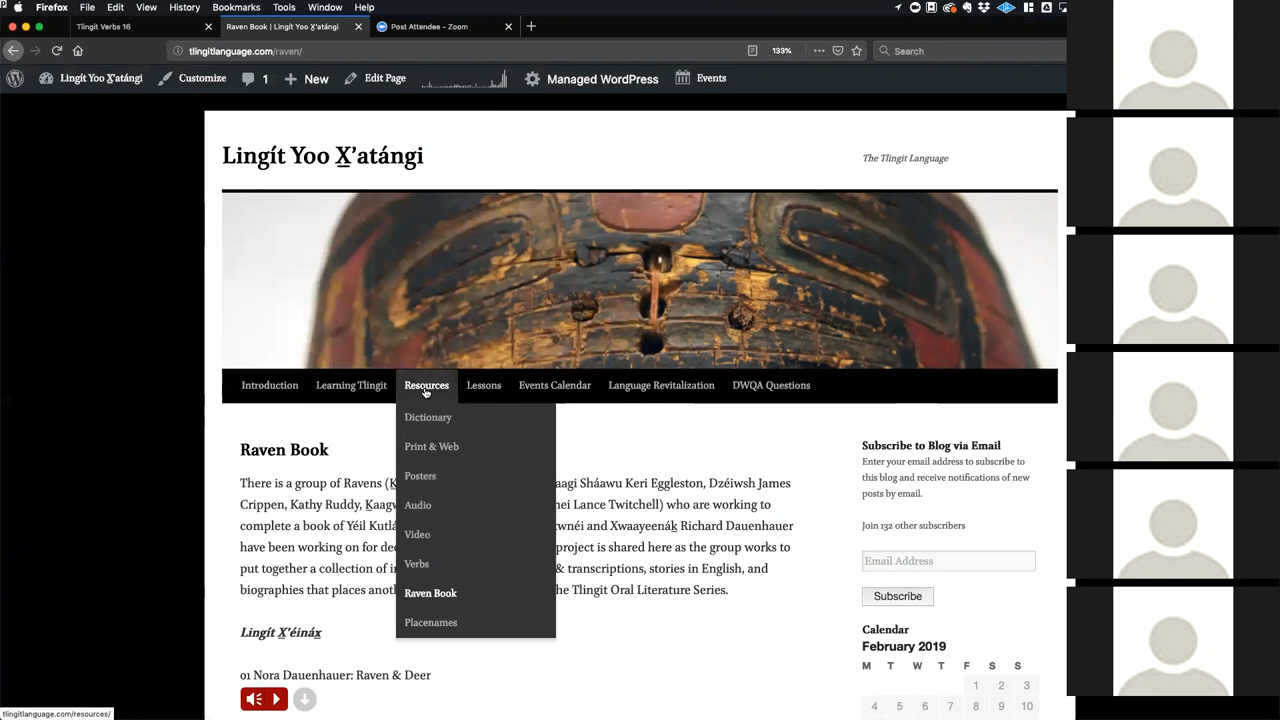 Firefox File Edit View History Bookmarks Tools Window Help
Tlingit Verbs 16 Raven Book | Lingít Yoo X̱'atángi Post Attendee - Zoom
tlingitlanguage.com/raven/ 133% Search
Lingít Yoo X̱'atángi Customize 1 New Edit Page Managed WordPress Events
Lingít Yoo X̱'atángi
The Tlingit Language
Introduction Learning Tlingit Resources Lessons Events Calendar Language Revitalization DWQA Questions
Dictionary
Print & Web
Posters
Audio
Video
Verbs
Raven Book
Placenames
Raven Book
There is a group of Ravens aagi Sháawu Keri Eggleston, Dzéiwsh James
Crippen, Kathy Ruddy, nei Lance Twitchell) who are working to
complete a book of Yéil wnéi and Xwaayeenáḵ Richard Dauenhauer
have been working on for project is shared here as the group works to
put together a collection of & transcriptions, stories in English, and
biographies that places he Tlingit Oral Literature Series.
Lingít X̱'éináx̱
01 Nora Dauenhauer: Raven & Deer
Subscribe to Blog via Email
Enter your email address to subscribe to
this blog and receive notifications of new
posts by email.
Join 132 other subscribers
Email Address
Subscribe
Calendar
February 2019
M T W T F S S
1 2 3
4 5 6 7 8 9 10
tlingitlanguage.com/resources/